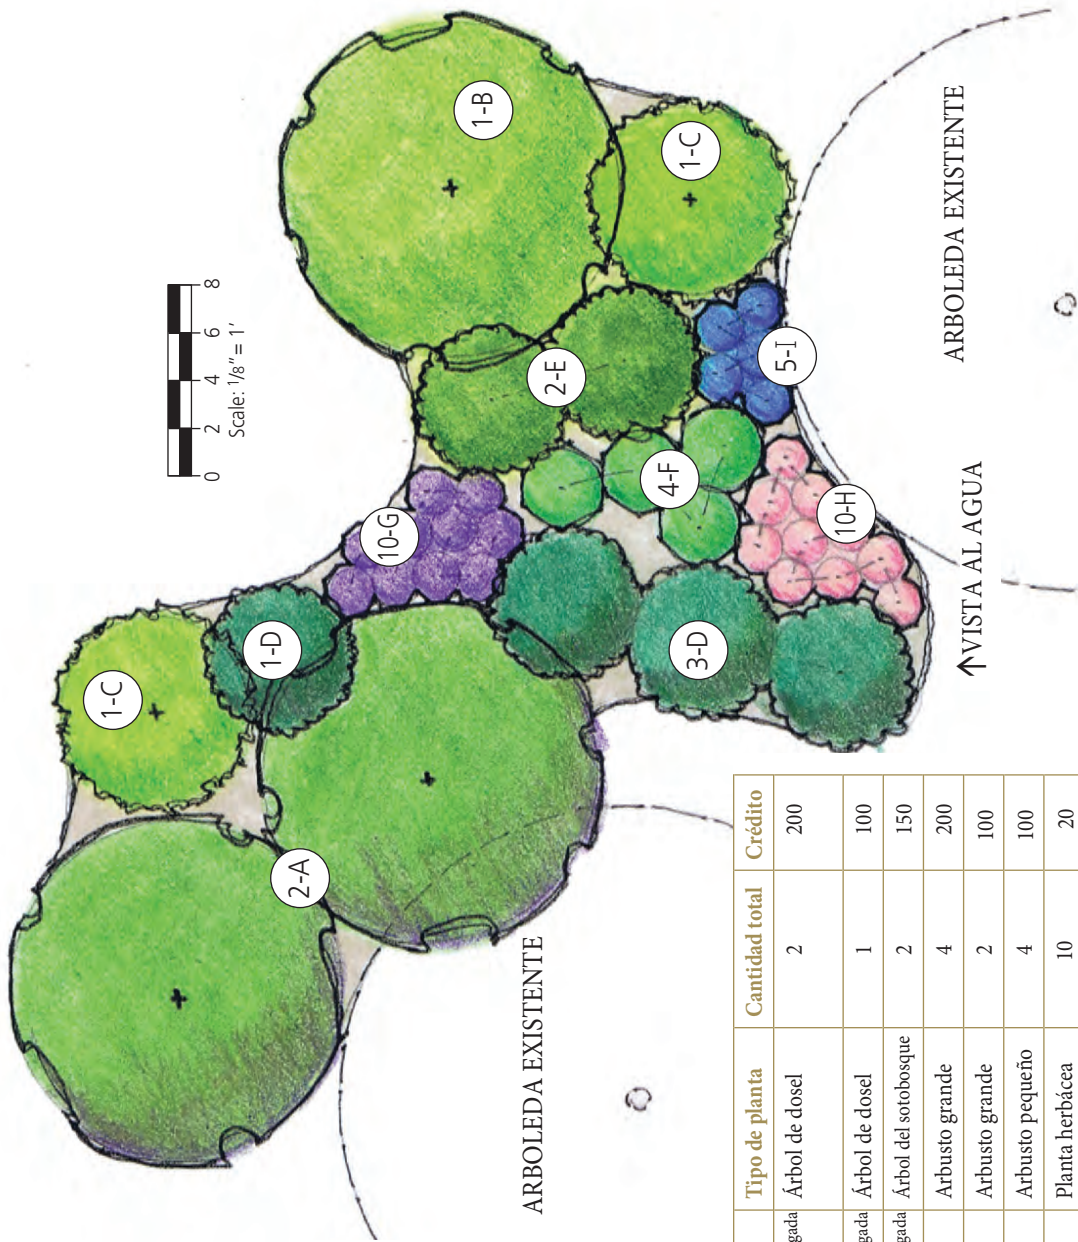 0 2 4 6 8
Scale: 1/8" = 1'
1-B
1-C
2-E
5-I
4-F
10-G
10-H
1-D
3-D
1-C
2-A
ARBOLEDA EXISTENTE
VISTA AL AGUA
ARBOLEDA EXISTENTE
Tipo de planta Cantidad total Crédito
gada Árbol de dosel 2 200
gada Árbol de dosel 1 100
gada Árbol del sotobosque 2 150
Arbusto grande 4 200
Arbusto grande 2 100
Arbusto pequeño 4 100
Planta herbácea 10 20